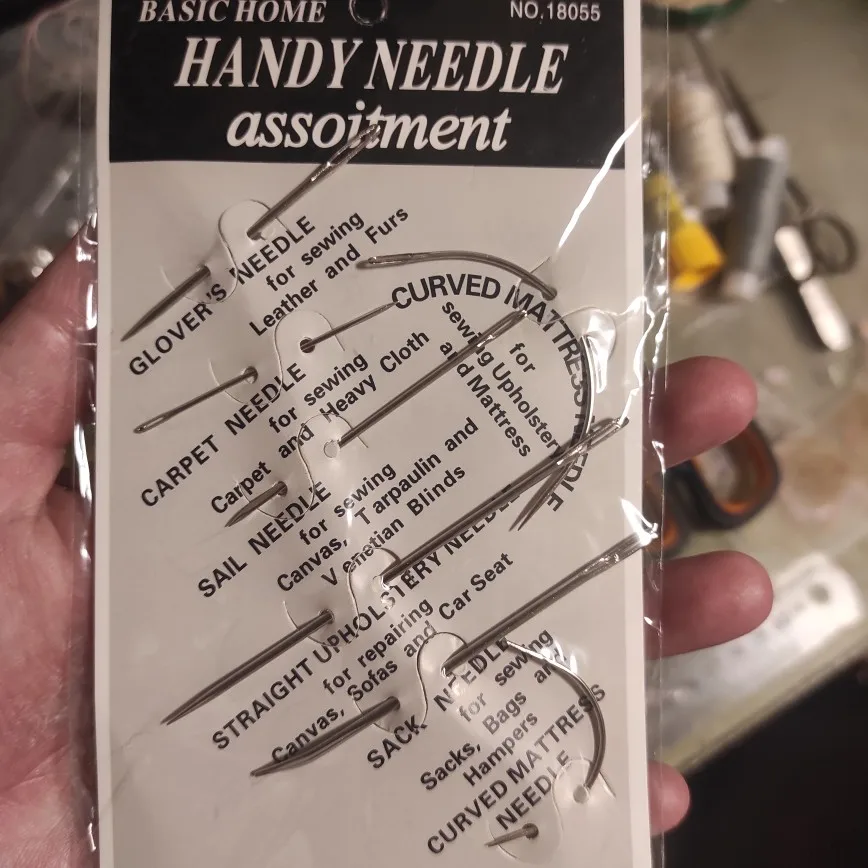 BASIC HOME
NO.18055
HANDY NEEDLE
assoitment
GLOVER'S NEEDLE
for sewing
Leather and Furs
CURVED MATTRESS NEEDLE
for
sewing Upholstery
and Mattress
CARPET NEEDLE
for sewing
Carpet and Heavy Cloth
SAIL NEEDLE
for sewing
Canvas, T arpaulin and
V enetian Blinds
STRAIGHT UPHOLSTERY NEEDLE
for repairing
Canvas, Sofas and Car Seat
SACK NEEDLE
for sewing
Sacks, Bags and
Hampers
CURVED MATTRESS
NEEDLE